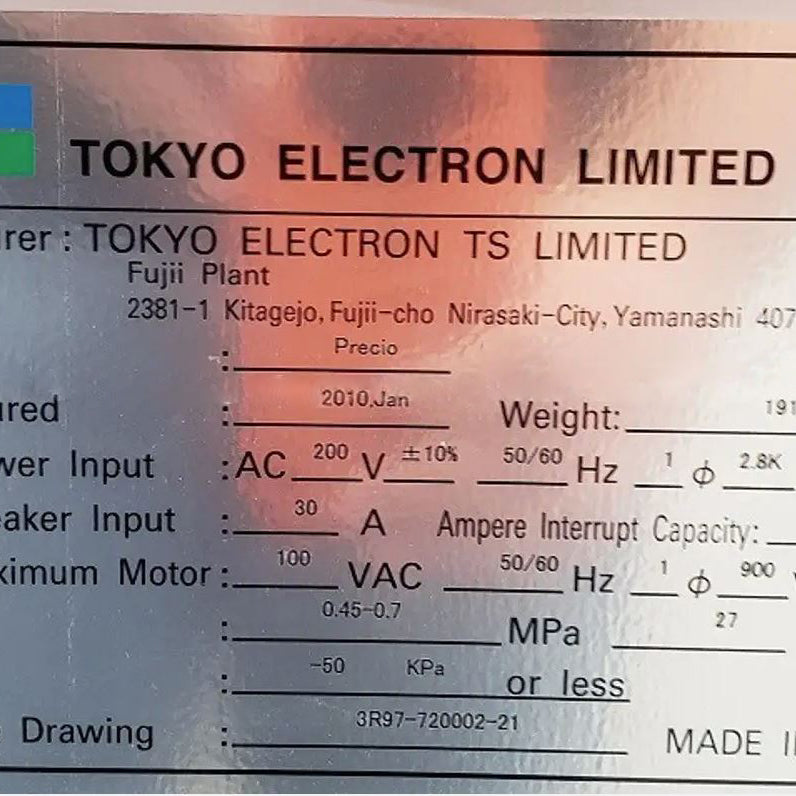 TOKYO ELECTRON LIMITED
rer : TOKYO ELECTRON TS LIMITED
Fujii Plant
2381-1 Kitagejo, Fujii-cho Nirasaki-City, Yamanashi 407
: Precio
ured : 2010.Jan Weight: 191
wer Input : AC 200 V ±10% 50/60 Hz 1 ϕ 2.8K
eaker Input : 30 A Ampere Interrupt Capacity:
ximum Motor : 100 VAC 50/60 Hz 1 ϕ 900
: 0.45-0.7 MPa 27
: -50 KPa or less
Drawing : 3R97-720002-21 MADE I